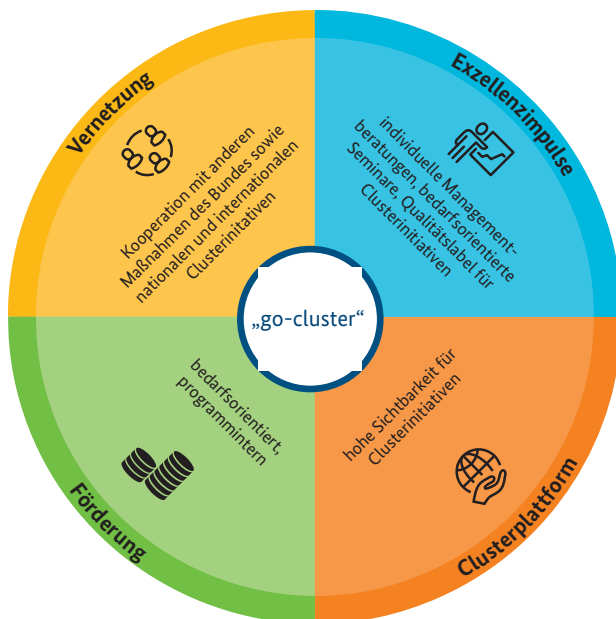 Vernetzung
Kooperation mit anderen
Maßnahmen des Bundes sowie
nationalen und internationalen
Clusterinitativen
Exzellenzimpulse
individuelle Management-
beratungen, bedarfsorientierte
Seminare, Qualitätslabel für
Clusterinitiativen
„go-cluster“
bedarfsorientiert,
programmintern
Förderung
hohe Sichtbarkeit für
Clusterinitiativen
Clusterplattform